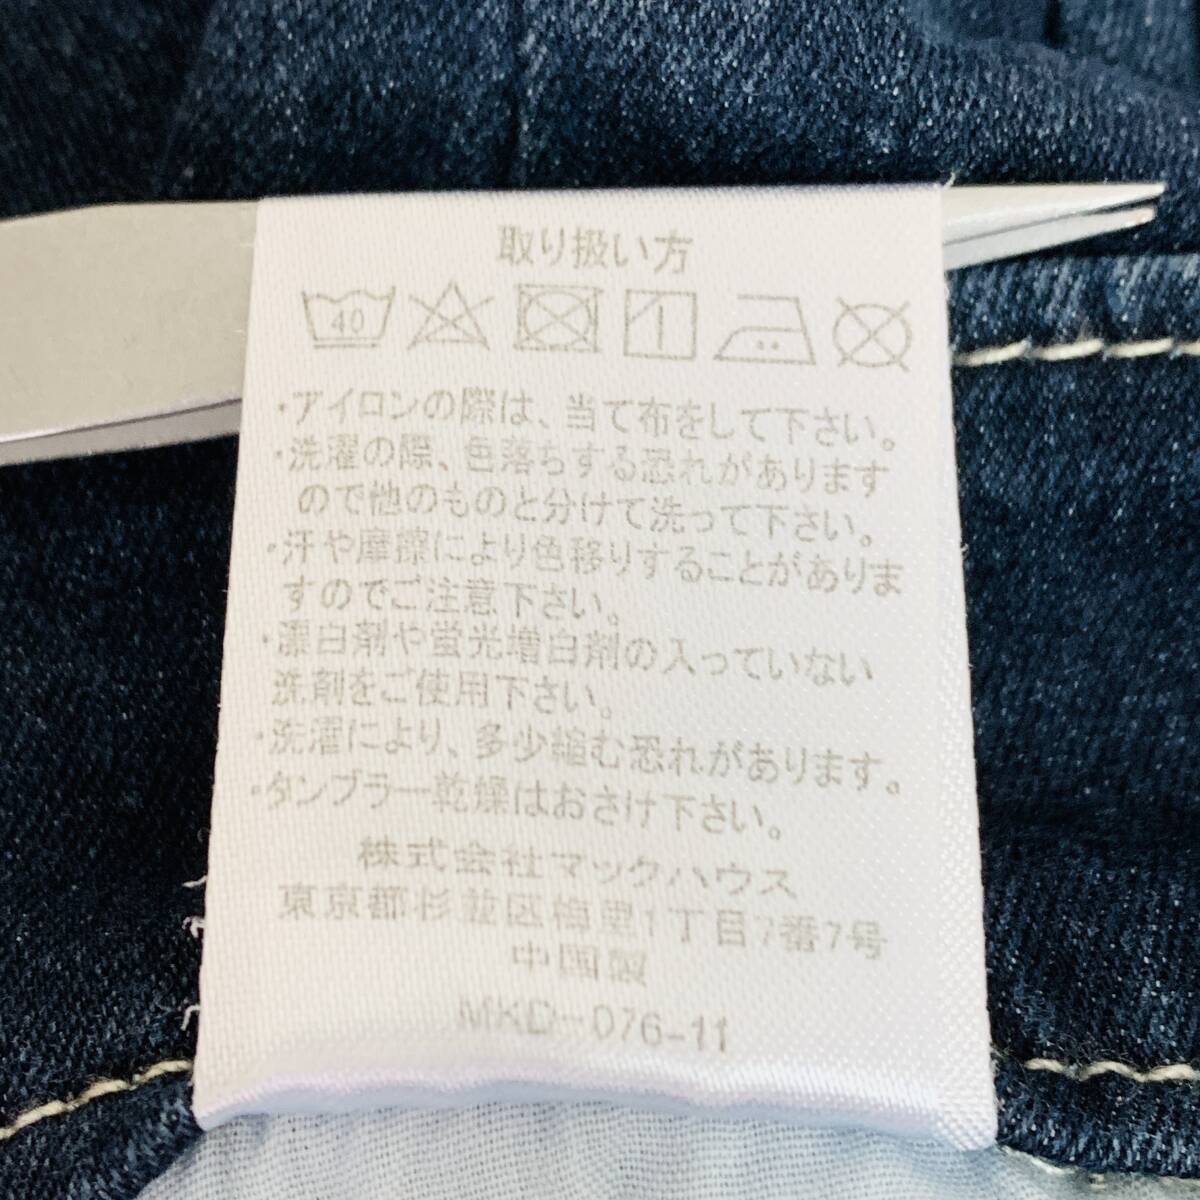 取り扱い方
40
・アイロンの際は、当て布をして下さい。
・洗濯の際、色落ちする恐れがあります
ので他のものと分けて洗って下さい。
・汗や摩擦により色移りすることがありま
すのでご注意下さい。
・漂白剤や蛍光増白剤の入っていない
洗剤をご使用下さい。
・洗濯により、多少縮む恐れがあります。
・タンブラー乾燥はおさけ下さい。
株式会社マックハウス
東京都杉並区梅里1丁目7番7号
中国製
MKD-076-11